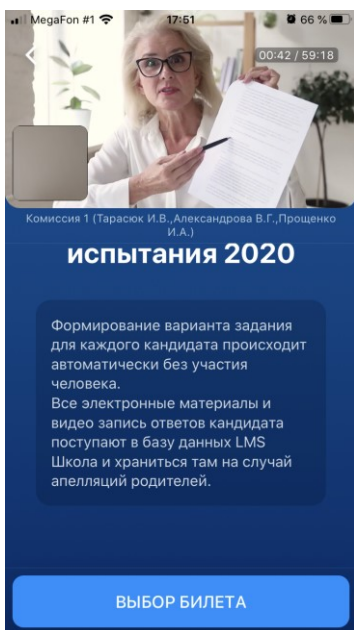 MegaFon #1 17:51 66 %
00:42 / 59:18
Комиссия 1 (Тарасюк И.В.,Александрова В.Г.,Прощенко
И.А.)
испытания 2020
Формирование варианта задания
для каждого кандидата происходит
автоматически без участия
человека.
Все электронные материалы и
видео запись ответов кандидата
поступают в базу данных LMS
Школа и храниться там на случай
апелляций родителей.
ВЫБОР БИЛЕТА